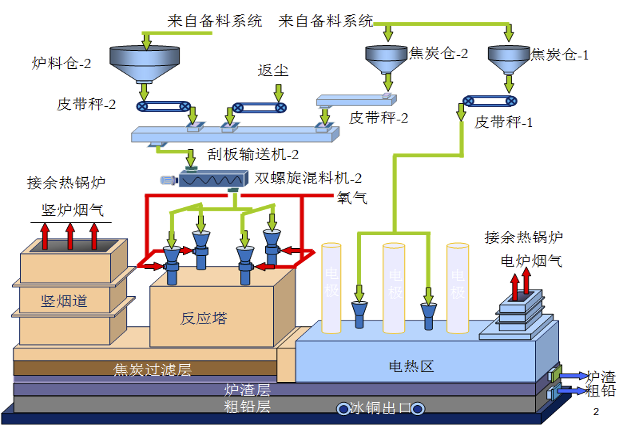 来自备料系统 来自备料系统
炉料仓-2
返尘
焦炭仓-2
焦炭仓-1
皮带秤-2
皮带秤-2
皮带秤-1
刮板输送机-2
双螺旋混料机-2
氧气
接余热锅炉
竖炉烟气
接余热锅炉
电炉烟气
电极
电极
电极
竖烟道
反应塔
电热区
焦炭过滤层
炉渣层
粗铅层
冰铜出口
炉渣
粗铅
2